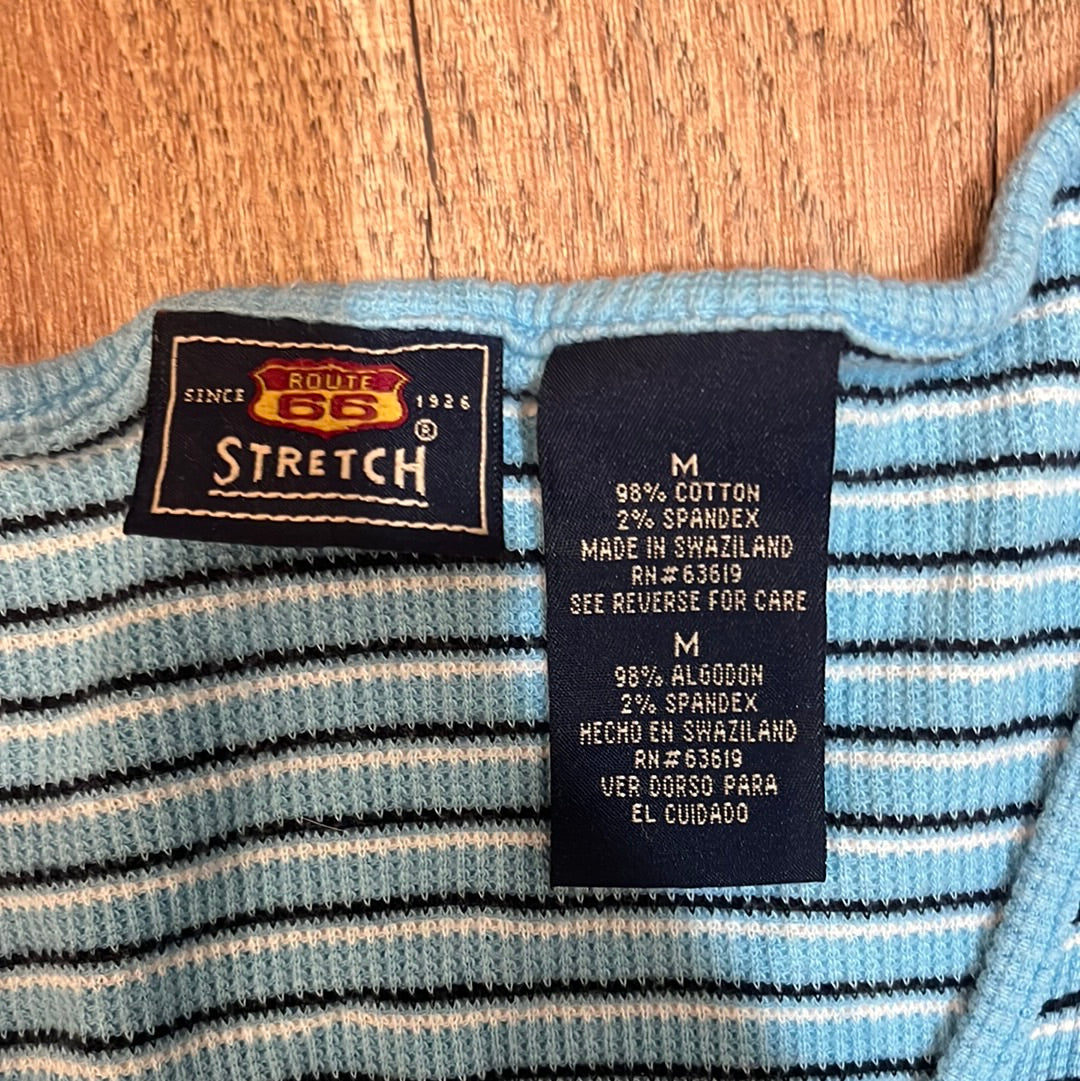 SINCE ROUTE 66 1926
®
STRETCH
M
98% COTTON
2% SPANDEX
MADE IN SWAZILAND
RN#63619
SEE REVERSE FOR CARE
M
98% ALGODON
2% SPANDEX
HECHO EN SWAZILAND
RN#63619
VER DORSO PARA
EL CUIDADO